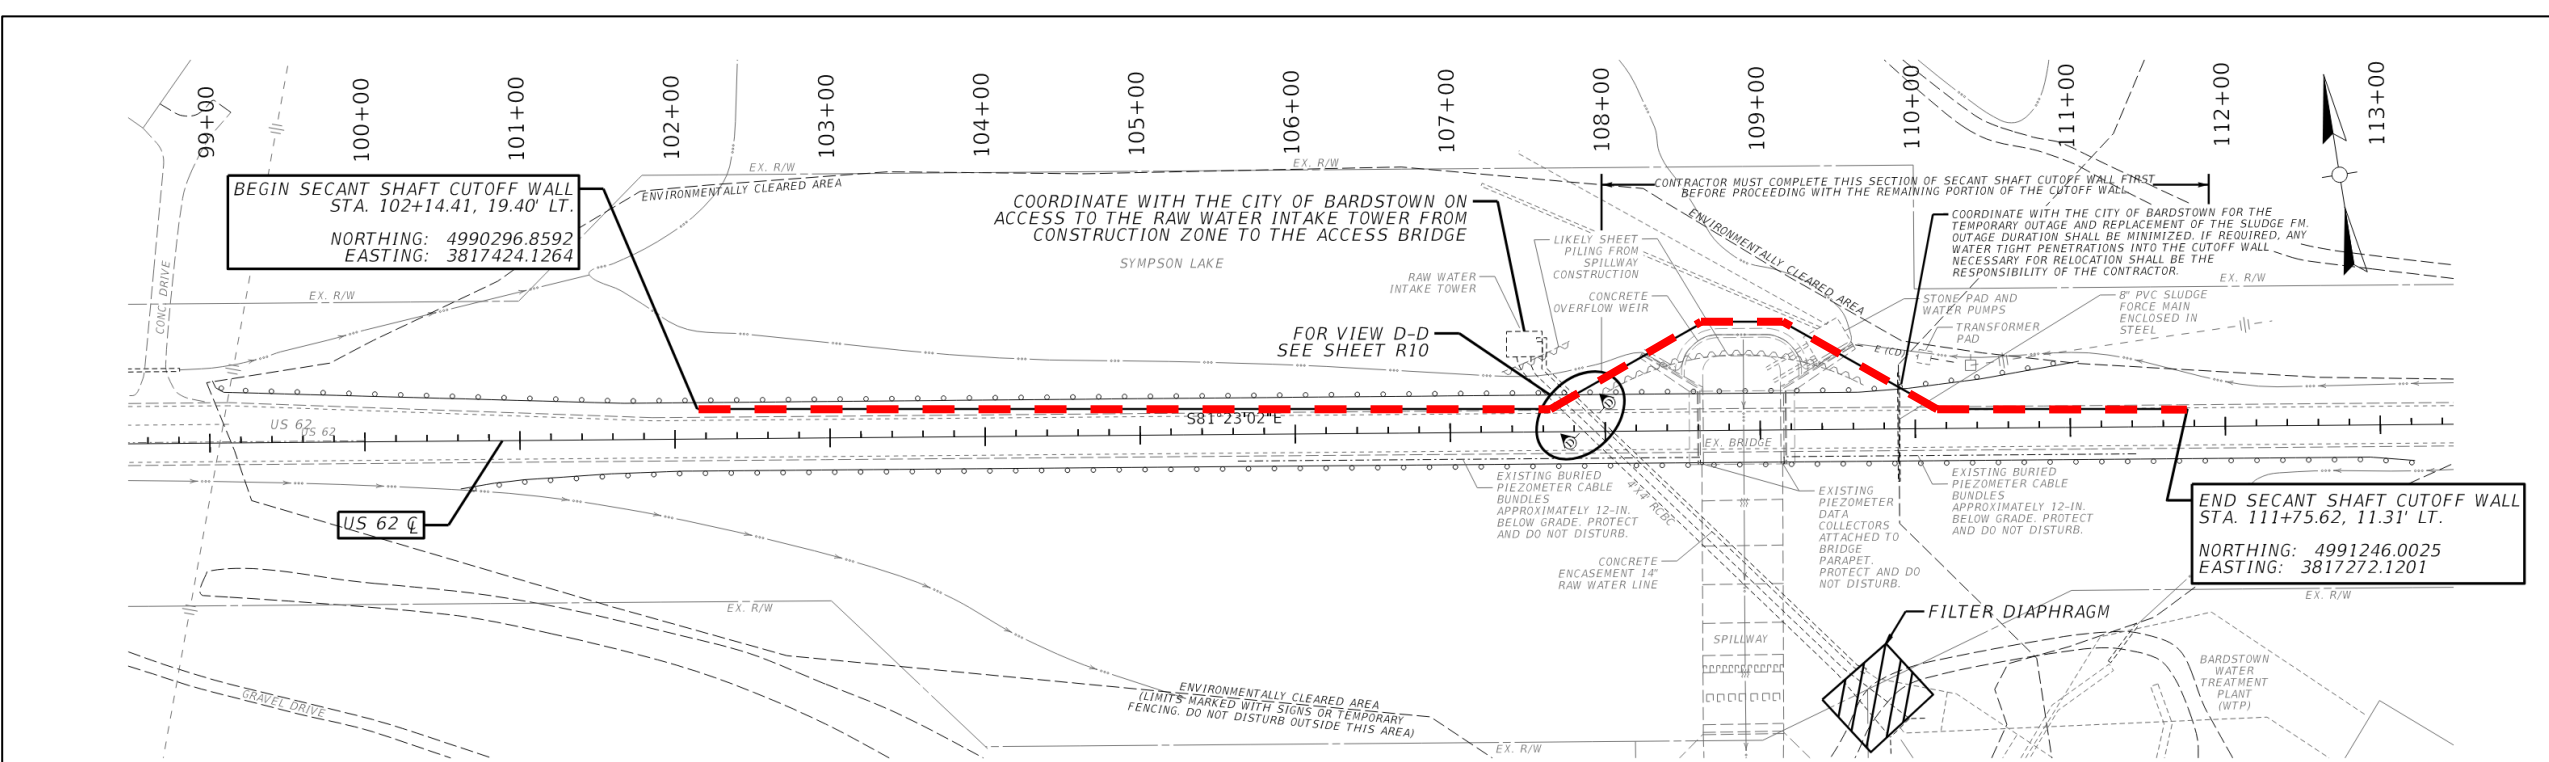 99+00
100+00
101+00
102+00
103+00
104+00
105+00
106+00
107+00
108+00
109+00
110+00
111+00
112+00
113+00
BEGIN SECANT SHAFT CUTOFF WALL
STA. 102+14.41, 19.40' LT.
NORTHING: 4990296.8592
EASTING: 3817424.1264
EX. R/W
ENVIRONMENTALLY CLEARED AREA
EX. R/W
COORDINATE WITH THE CITY OF BARDSTOWN ON
ACCESS TO THE RAW WATER INTAKE TOWER FROM
CONSTRUCTION ZONE TO THE ACCESS BRIDGE
SYMPSON LAKE
CONTRACTOR MUST COMPLETE THIS SECTION OF SECANT SHAFT CUTOFF WALL FIRST
BEFORE PROCEEDING WITH THE REMAINING PORTION OF THE CUTOFF WALL
ENVIRONMENTALLY CLEARED AREA
COORDINATE WITH THE CITY OF BARDSTOWN FOR THE
TEMPORARY OUTAGE AND REPLACEMENT OF THE SLUDGE FM.
OUTAGE DURATION SHALL BE MINIMIZED. IF REQUIRED, ANY
WATER TIGHT PENETRATIONS INTO THE CUTOFF WALL
NECESSARY FOR RELOCATION SHALL BE THE
RESPONSIBILITY OF THE CONTRACTOR.
EX. R/W
LIKELY SHEET
PILING FROM
SPILLWAY
CONSTRUCTION
RAW WATER
INTAKE TOWER
CONCRETE
OVERFLOW WEIR
STONE PAD AND
WATER PUMPS
TRANSFORMER
PAD
8" PVC SLUDGE
FORCE MAIN
ENCLOSED IN
STEEL
E (CD)
CONC DRIVE
EX. R/W
FOR VIEW D-D
SEE SHEET R10
D
D
US 62
US 62
S81°23'02"E
EX. BRIDGE
US 62 ℄
EXISTING BURIED
PIEZOMETER CABLE
BUNDLES
APPROXIMATELY 12-IN.
BELOW GRADE. PROTECT
AND DO NOT DISTURB.
4'X4' RCBC
CONCRETE
ENCASEMENT 14"
RAW WATER LINE
EXISTING
PIEZOMETER
DATA
COLLECTORS
ATTACHED TO
BRIDGE
PARAPET.
PROTECT AND DO
NOT DISTURB.
EXISTING BURIED
PIEZOMETER CABLE
BUNDLES
APPROXIMATELY 12-IN.
BELOW GRADE. PROTECT
AND DO NOT DISTURB.
END SECANT SHAFT CUTOFF WALL
STA. 111+75.62, 11.31' LT.
NORTHING: 4991246.0025
EASTING: 3817272.1201
EX. R/W
EX. R/W
FILTER DIAPHRAGM
SPILLWAY
BARDSTOWN
WATER
TREATMENT
PLANT
(WTP)
GRAVEL DRIVE
ENVIRONMENTALLY CLEARED AREA
(LIMITS MARKED WITH SIGNS OR TEMPORARY
FENCING. DO NOT DISTURB OUTSIDE THIS AREA)
EX. R/W